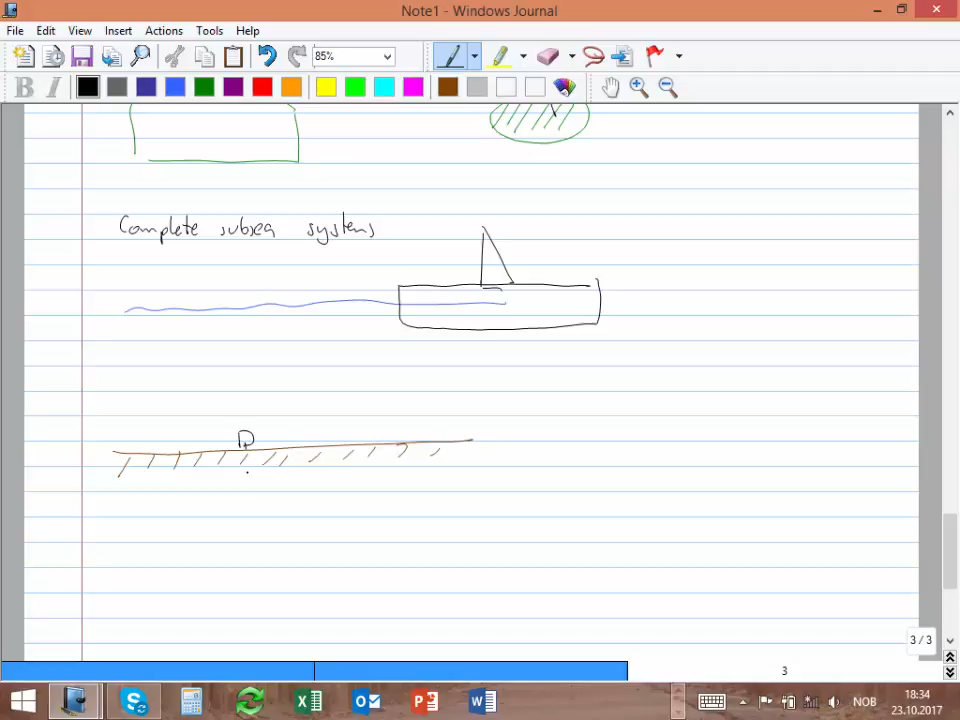 Note1 - Windows Journal
File Edit View Insert Actions Tools Help
85%
B I
Complete subsea systems
3 / 3
3
NOB
18:34
23.10.2017